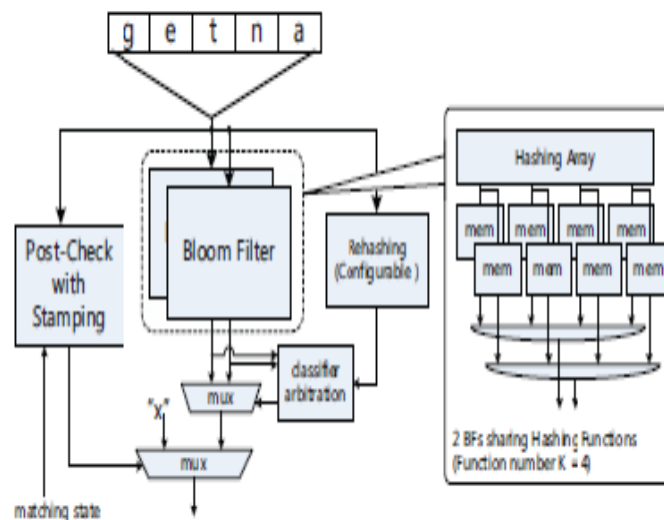 g e t n a
Hashing Array
mem mem mem mem
mem mem mem mem
Post-Check
with
Stamping
Bloom Filter
Rehashing
(Configurable )
classifier
arbitration
mux
"x"
mux
matching state
2 BFs sharing Hashing Functions
(Function number K = 4)